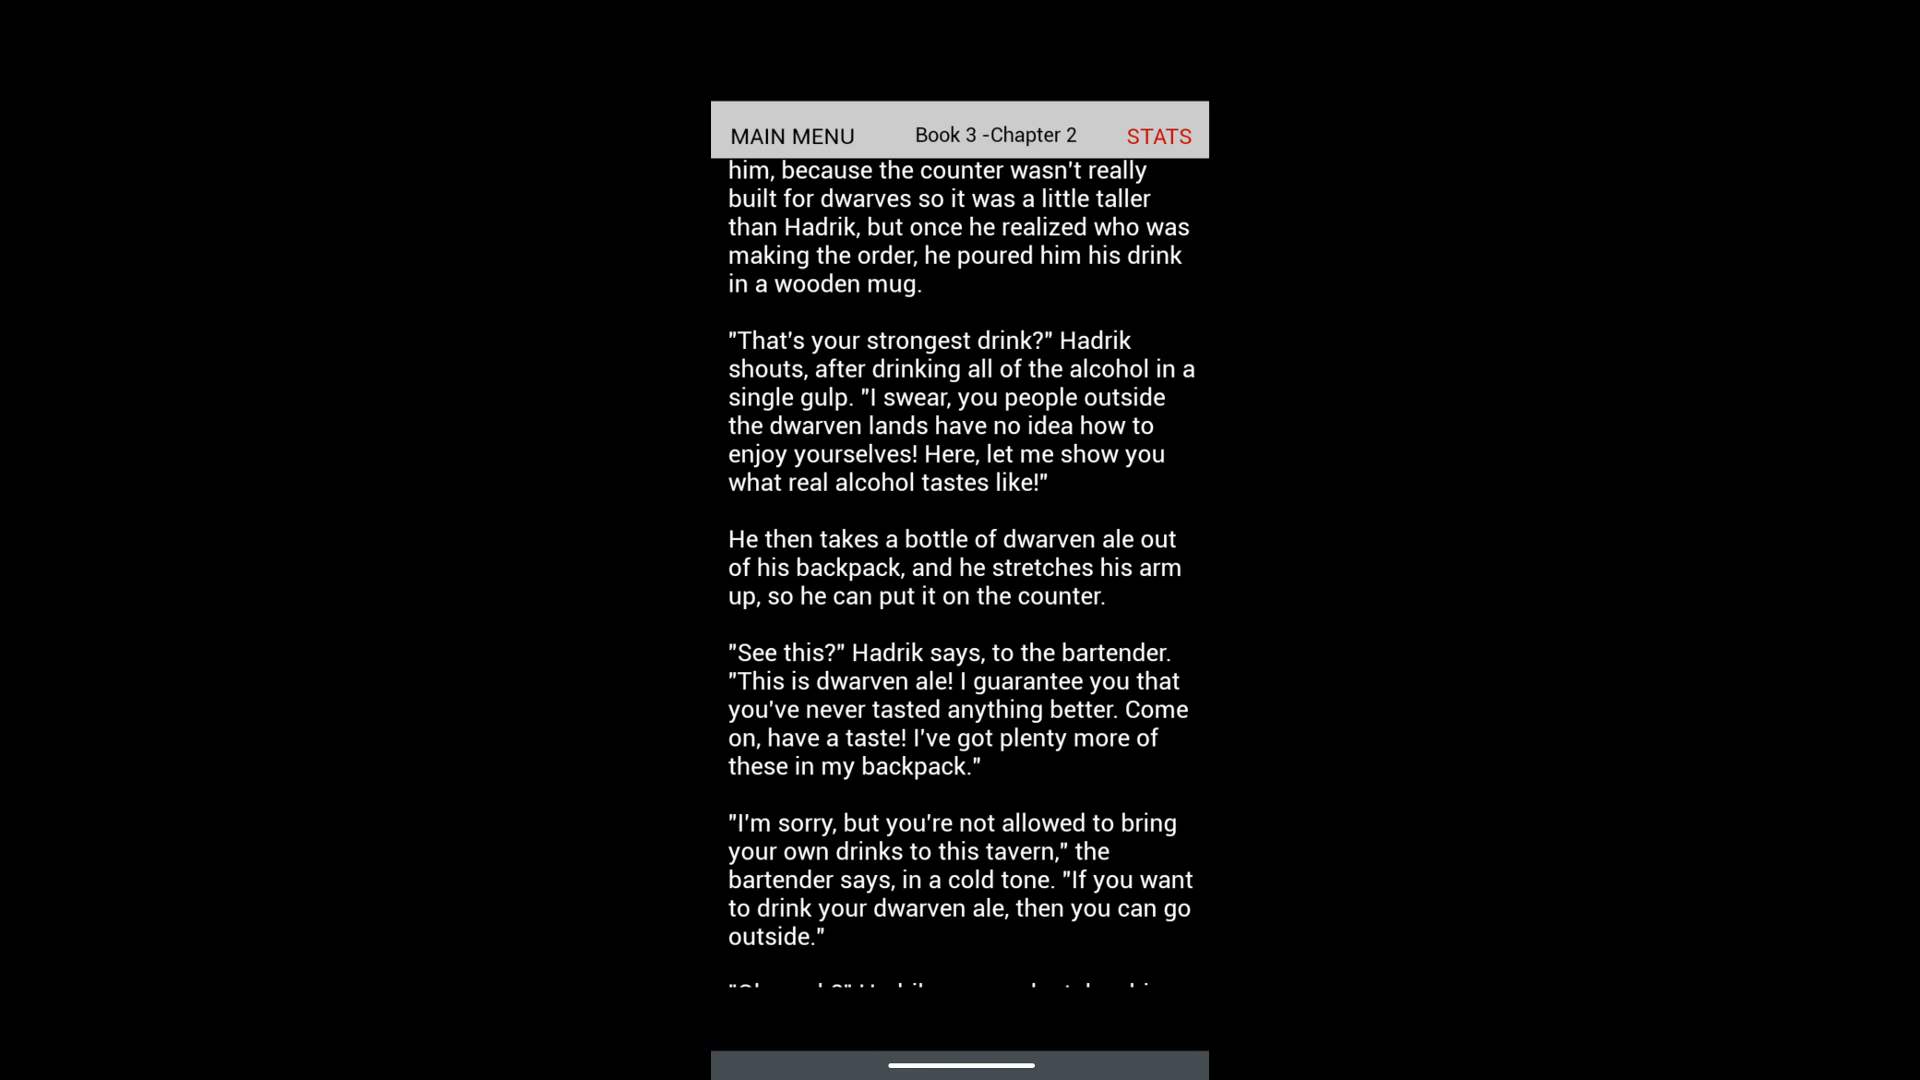 MAIN MENU
Book 3 -Chapter 2
STATS
him, because the counter wasn't really
built for dwarves so it was a little taller
than Hadrik, but once he realized who was
making the order, he poured him his drink
in a wooden mug.
"That's your strongest drink?" Hadrik
shouts, after drinking all of the alcohol in a
single gulp. "I swear, you people outside
the dwarven lands have no idea how to
enjoy yourselves! Here, let me show you
what real alcohol tastes like!"
He then takes a bottle of dwarven ale out
of his backpack, and he stretches his arm
up, so he can put it on the counter.
"See this?" Hadrik says, to the bartender.
"This is dwarven ale! I guarantee you that
you've never tasted anything better. Come
on, have a taste! I've got plenty more of
these in my backpack."
"I'm sorry, but you're not allowed to bring
your own drinks to this tavern," the
bartender says, in a cold tone. "If you want
to drink your dwarven ale, then you can go
outside."